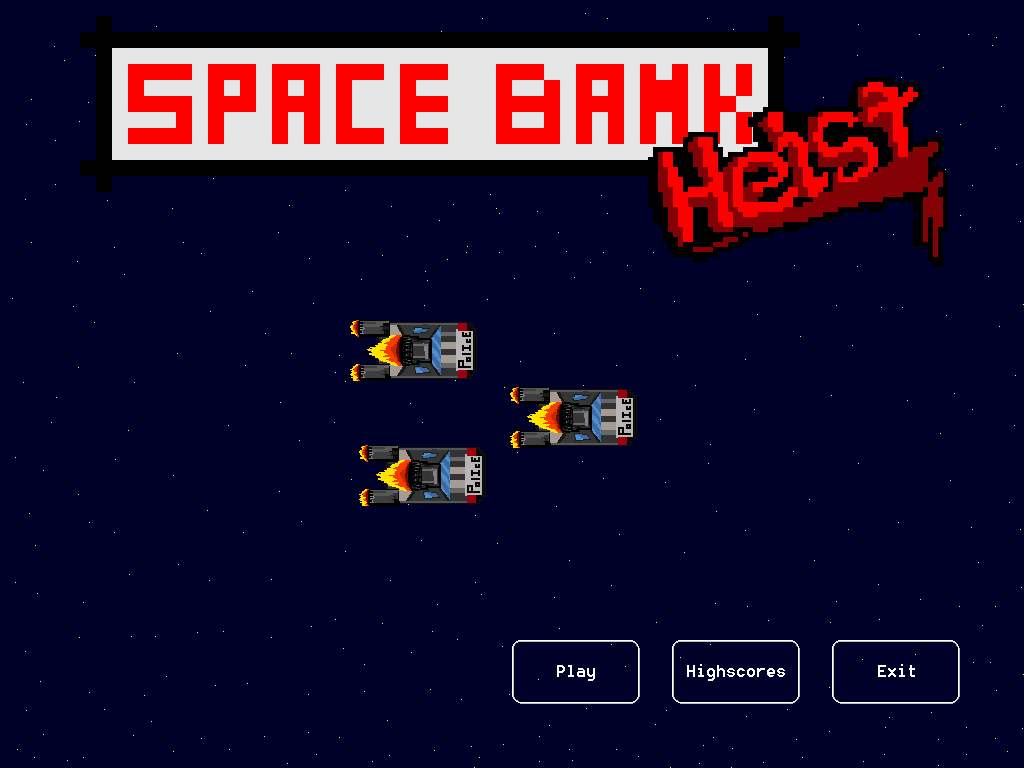 SPACE BANK
Heist
PolIcE
PolIcE
PolIcE
Play
Highscores
Exit